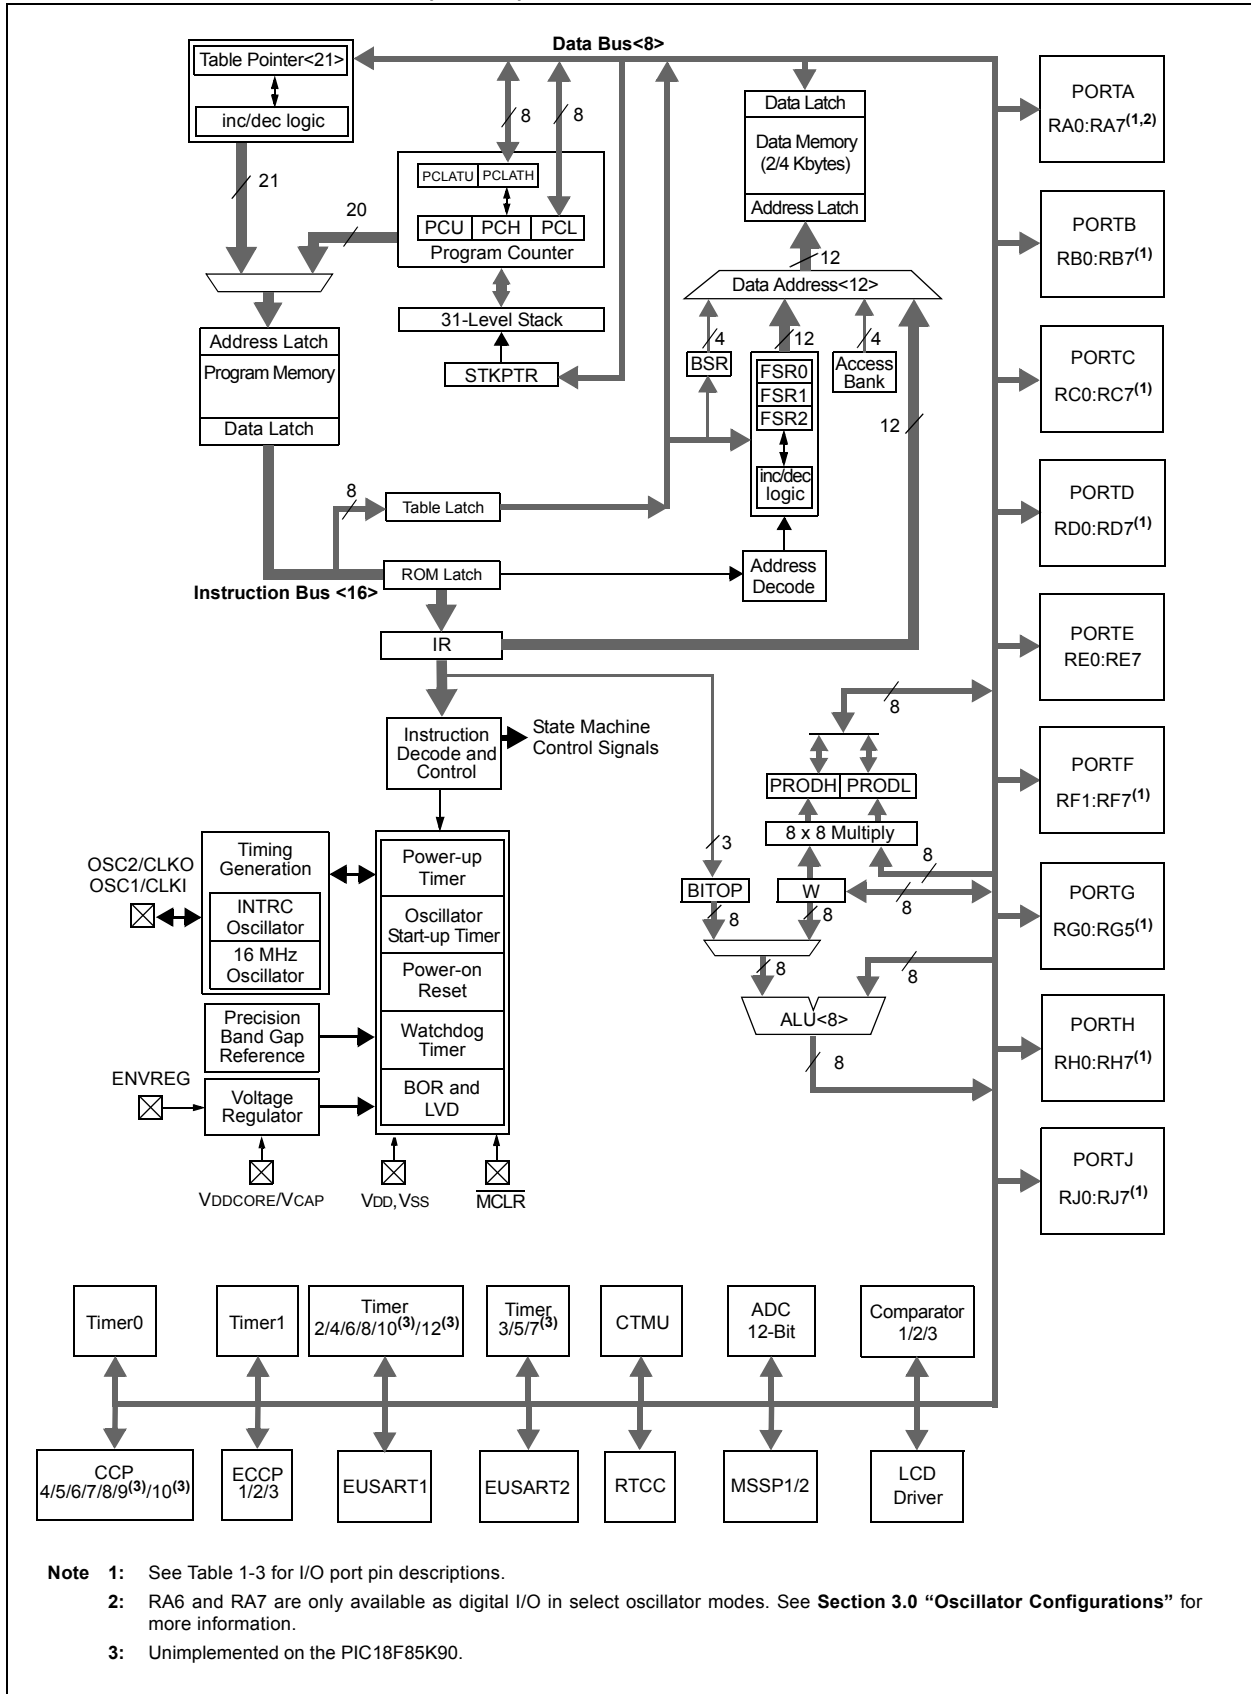 Data Bus<8>
Table Pointer<21>
inc/dec logic
21
20
8
8
PCLATU PCLATH
PCU PCH PCL
Program Counter
31-Level Stack
STKPTR
Address Latch
Program Memory
Data Latch
8
Table Latch
ROM Latch
Instruction Bus <16>
IR
Data Latch
Data Memory
(2/4 Kbytes)
Address Latch
12
Data Address<12>
4
12
4
BSR
FSR0
FSR1
FSR2
inc/dec
logic
Access
Bank
12
Address
Decode
Instruction
Decode and
Control
State Machine
Control Signals
8
PRODH PRODL
8 x 8 Multiply
3
8
BITOP
W
8
8
8
8
8
ALU<8>
8
OSC2/CLKO
OSC1/CLKI
Timing
Generation
INTRC
Oscillator
16 MHz
Oscillator
Precision
Band Gap
Reference
ENVREG
Voltage
Regulator
Power-up
Timer
Oscillator
Start-up Timer
Power-on
Reset
Watchdog
Timer
BOR and
LVD
VDDCORE/VCAP
VDD, VSS
MCLR
PORTA
RA0:RA7(1,2)
PORTB
RB0:RB7(1)
PORTC
RC0:RC7(1)
PORTD
RD0:RD7(1)
PORTE
RE0:RE7
PORTF
RF1:RF7(1)
PORTG
RG0:RG5(1)
PORTH
RH0:RH7(1)
PORTJ
RJ0:RJ7(1)
Timer0
Timer1
Timer
2/4/6/8/10(3)/12(3)
Timer
3/5/7(3)
CTMU
ADC
12-Bit
Comparator
1/2/3
CCP
4/5/6/7/8/9(3)/10(3)
ECCP
1/2/3
EUSART1
EUSART2
RTCC
MSSP1/2
LCD
Driver
Note 1: See Table 1-3 for I/O port pin descriptions.
2: RA6 and RA7 are only available as digital I/O in select oscillator modes. See Section 3.0 “Oscillator Configurations” for
more information.
3: Unimplemented on the PIC18F85K90.